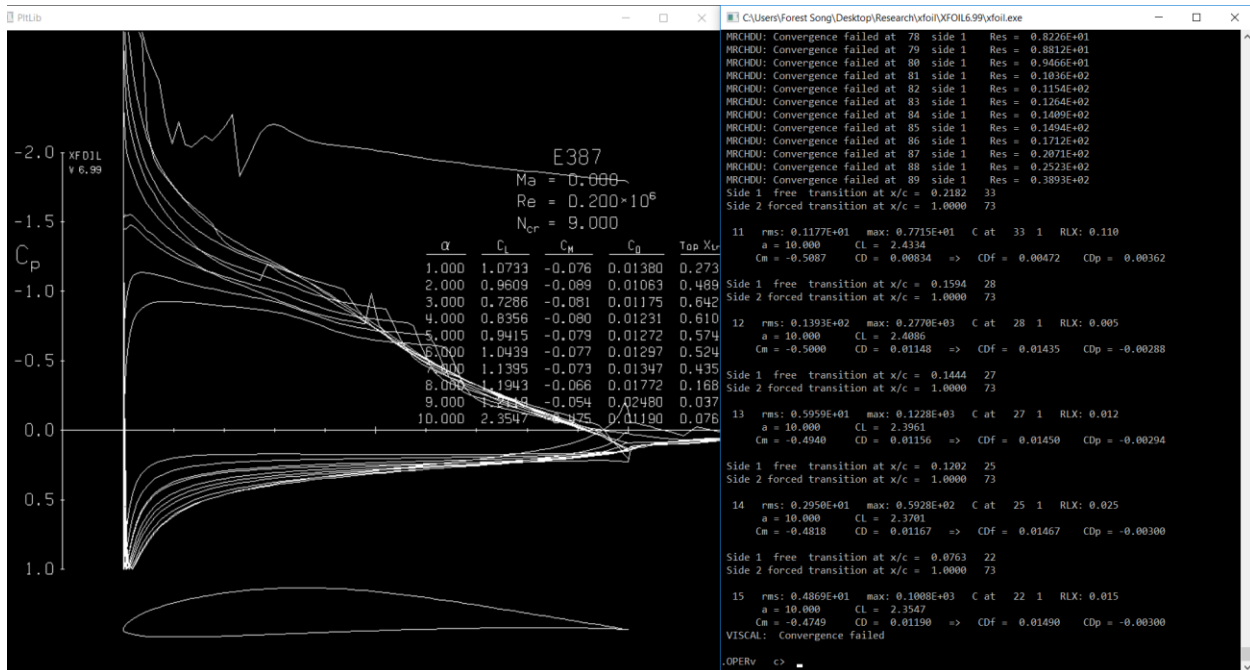 PltLib
-2.0
XFOIL
V 6.99
-1.5
Cp
-1.0
-0.5
0.0
0.5
1.0
E387
Ma = 0.000
Re = 0.200×10⁶
Ncr = 9.000
α CL CM CD Top Xtr
1.000 1.0733 -0.076 0.01380 0.273
2.000 0.9609 -0.089 0.01063 0.489
3.000 0.7286 -0.081 0.01175 0.642
4.000 0.8356 -0.080 0.01231 0.610
5.000 0.9415 -0.079 0.01272 0.574
6.000 1.0439 -0.077 0.01297 0.524
7.000 1.1395 -0.073 0.01347 0.435
8.000 1.1943 -0.066 0.01772 0.168
9.000 -0.054 0.02480 0.037
10.000 2.3547 -0.475 0.01190 0.076
C:\Users\Forest Song\Desktop\Research\xfoil\XFOIL6.99\xfoil.exe
MRCHDU: Convergence failed at 78 side 1 Res = 0.8226E+01
MRCHDU: Convergence failed at 79 side 1 Res = 0.8812E+01
MRCHDU: Convergence failed at 80 side 1 Res = 0.9466E+01
MRCHDU: Convergence failed at 81 side 1 Res = 0.1036E+02
MRCHDU: Convergence failed at 82 side 1 Res = 0.1154E+02
MRCHDU: Convergence failed at 83 side 1 Res = 0.1264E+02
MRCHDU: Convergence failed at 84 side 1 Res = 0.1409E+02
MRCHDU: Convergence failed at 85 side 1 Res = 0.1494E+02
MRCHDU: Convergence failed at 86 side 1 Res = 0.1712E+02
MRCHDU: Convergence failed at 87 side 1 Res = 0.2071E+02
MRCHDU: Convergence failed at 88 side 1 Res = 0.2523E+02
MRCHDU: Convergence failed at 89 side 1 Res = 0.3893E+02
Side 1 free transition at x/c = 0.2182 33
Side 2 forced transition at x/c = 1.0000 73
11 rms: 0.1177E+01 max: 0.7715E+01 C at 33 1 RLX: 0.110
a = 10.000 CL = 2.4334
Cm = -0.5087 CD = 0.00834 => CDf = 0.00472 CDp = 0.00362
Side 1 free transition at x/c = 0.1594 28
Side 2 forced transition at x/c = 1.0000 73
12 rms: 0.1393E+02 max: 0.2770E+03 C at 28 1 RLX: 0.005
a = 10.000 CL = 2.4086
Cm = -0.5000 CD = 0.01148 => CDf = 0.01435 CDp = -0.00288
Side 1 free transition at x/c = 0.1444 27
Side 2 forced transition at x/c = 1.0000 73
13 rms: 0.5959E+01 max: 0.1228E+03 C at 27 1 RLX: 0.012
a = 10.000 CL = 2.3961
Cm = -0.4940 CD = 0.01156 => CDf = 0.01450 CDp = -0.00294
Side 1 free transition at x/c = 0.1202 25
Side 2 forced transition at x/c = 1.0000 73
14 rms: 0.2950E+01 max: 0.5928E+02 C at 25 1 RLX: 0.025
a = 10.000 CL = 2.3701
Cm = -0.4818 CD = 0.01167 => CDf = 0.01467 CDp = -0.00300
Side 1 free transition at x/c = 0.0763 22
Side 2 forced transition at x/c = 1.0000 73
15 rms: 0.4869E+01 max: 0.1008E+03 C at 22 1 RLX: 0.015
a = 10.000 CL = 2.3547
Cm = -0.4749 CD = 0.01190 => CDf = 0.01490 CDp = -0.00300
VISCAL: Convergence failed
.OPERv c>